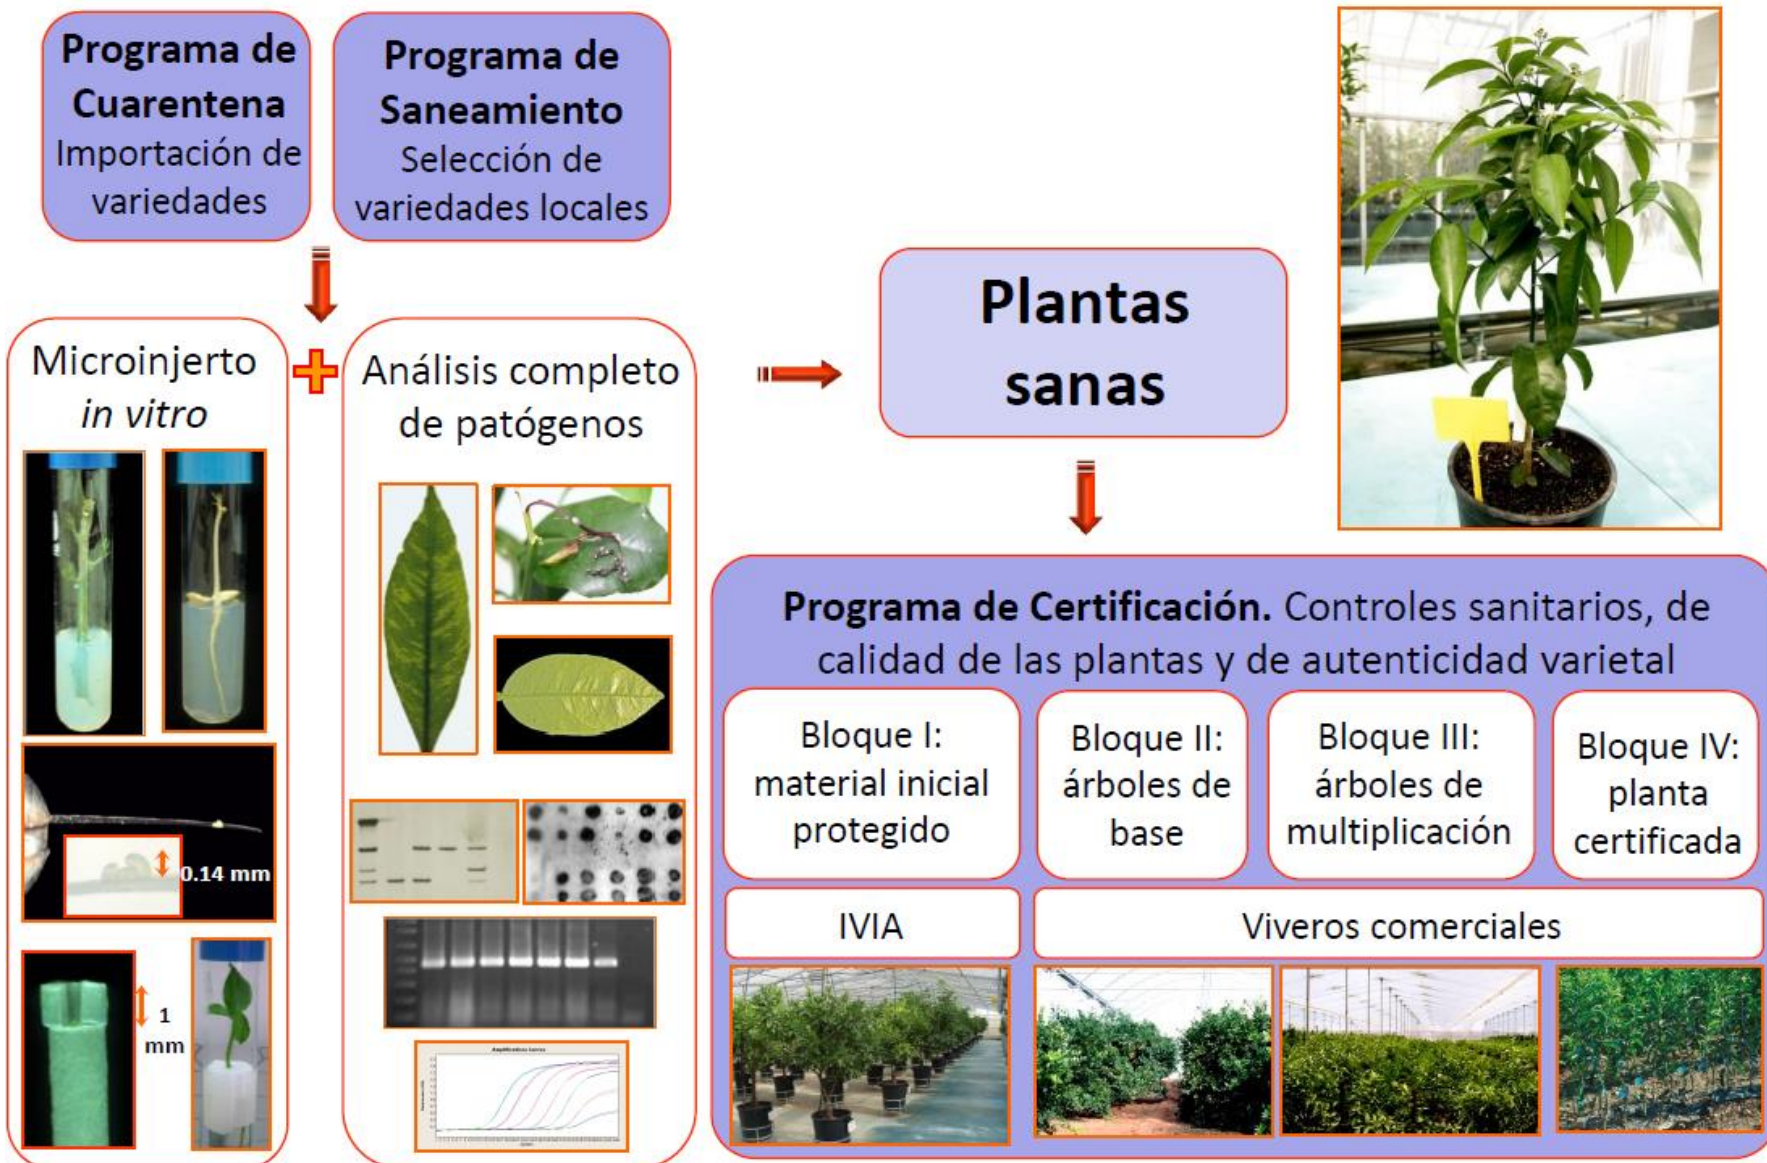 Programa de
Cuarentena
Importación de
variedades
Programa de
Saneamiento
Selección de
variedades locales
Microinjerto
in vitro
Análisis completo
de patógenos
Plantas
sanas
0.14 mm
1
mm
Programa de Certificación. Controles sanitarios, de
calidad de las plantas y de autenticidad varietal
Bloque I:
material inicial
protegido
Bloque II:
árboles de
base
Bloque III:
árboles de
multiplicación
Bloque IV:
planta
certificada
IVIA
Viveros comerciales